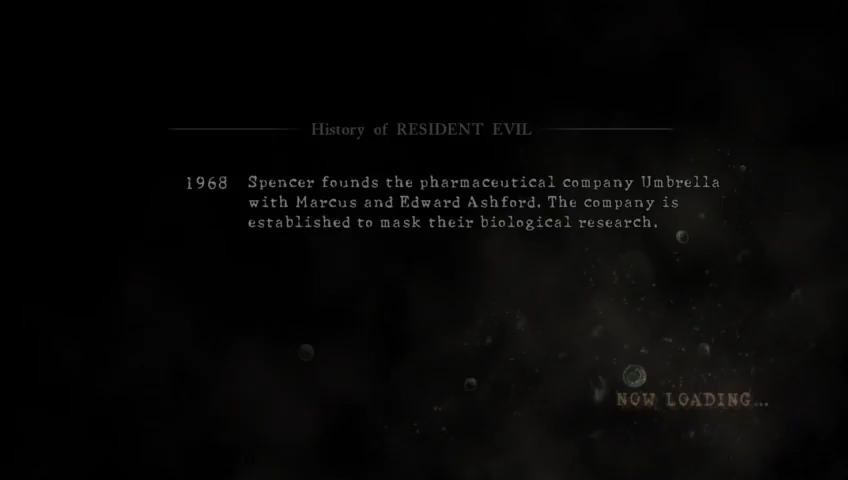 History of RESIDENT EVIL
1968 Spencer founds the pharmaceutical company Umbrella
with Marcus and Edward Ashford. The company is
established to mask their biological research.
NOW LOADING...